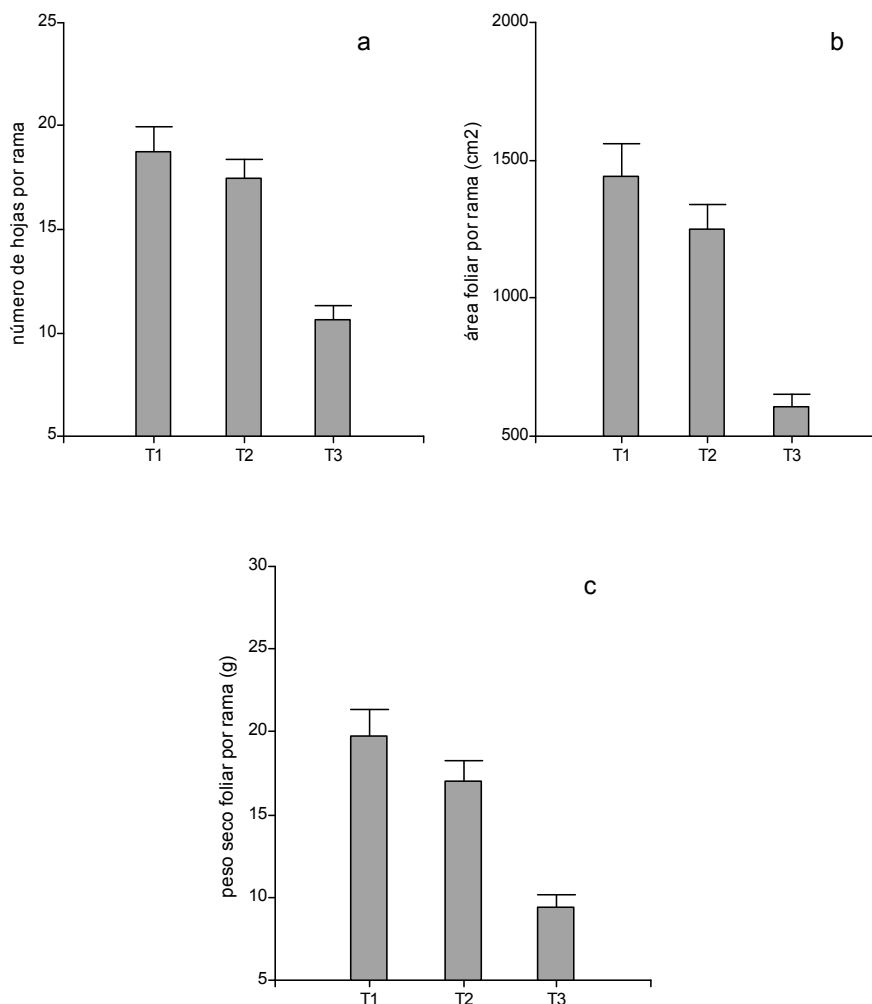 a
número de hojas por rama
25
20
15
10
5
T1 T2 T3
b
área foliar por rama (cm2)
2000
1500
1000
500
T1 T2 T3
c
peso seco foliar por rama (g)
30
25
20
15
10
5
T1 T2 T3